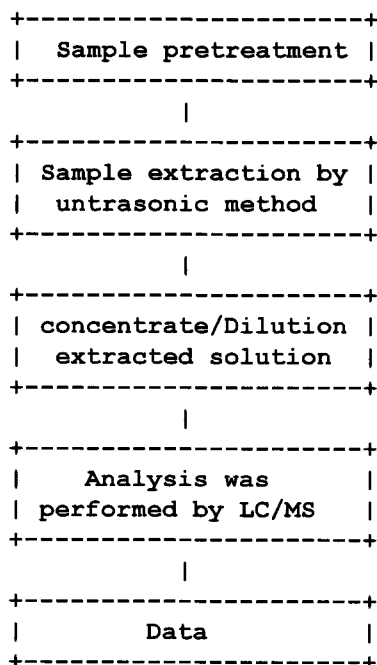 Sample pretreatment
Sample extraction by
untrasonic method
concentrate/Dilution
extracted solution
Analysis was
performed by LC/MS
Data